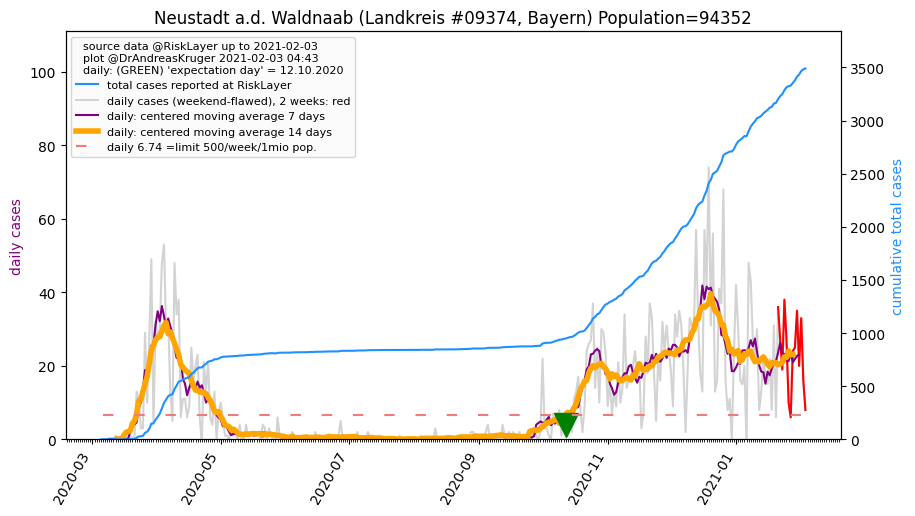 Neustadt a.d. Waldnaab (Landkreis #09374, Bayern) Population=94352
source data @RiskLayer up to 2021-02-03
plot @DrAndreasKruger 2021-02-03 04:43
daily: (GREEN) 'expectation day' = 12.10.2020
total cases reported at RiskLayer
daily cases (weekend-flawed), 2 weeks: red
daily: centered moving average 7 days
daily: centered moving average 14 days
daily 6.74 =limit 500/week/1mio pop.
daily cases
100
80
60
40
20
0
cumulative total cases
3500
3000
2500
2000
1500
1000
500
0
2020-03
2020-05
2020-07
2020-09
2020-11
2021-01